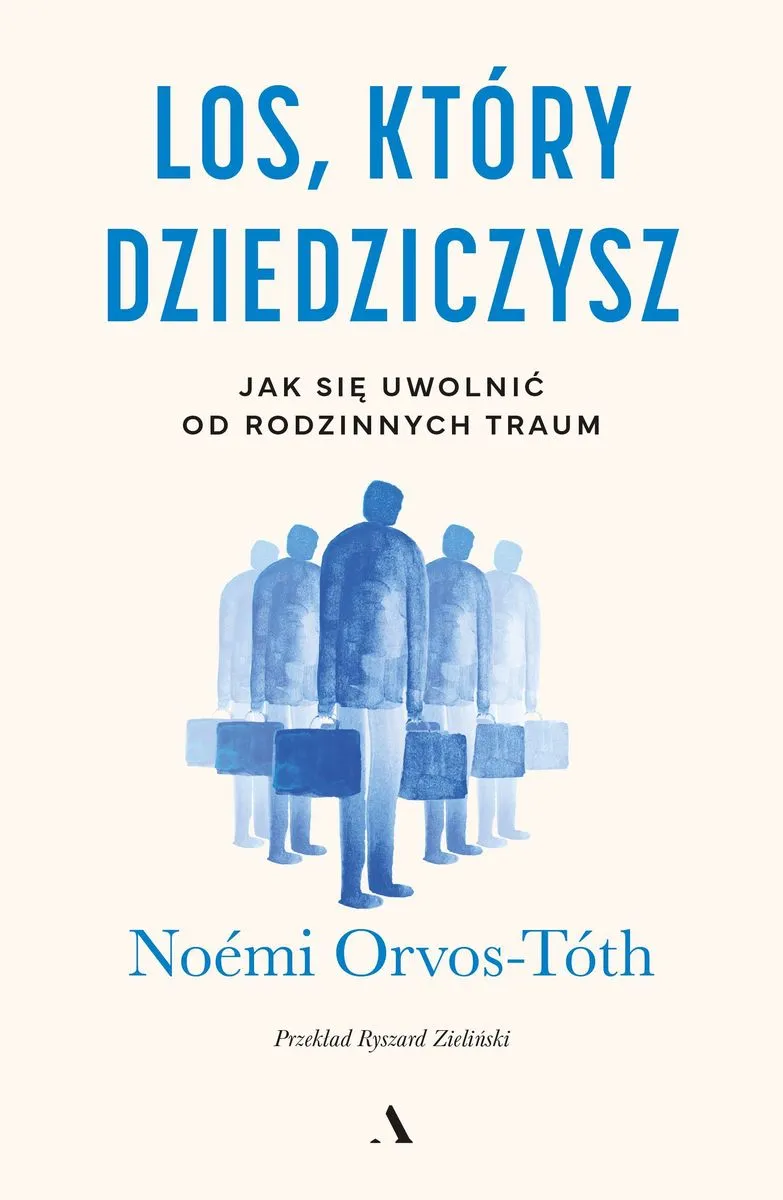 LOS, KTÓRY
DZIEDZICZYSZ
JAK SIĘ UWOLNIĆ
OD RODZINNYCH TRAUM
Noémi Orvos-Tóth
Przekład Ryszard Zieliński